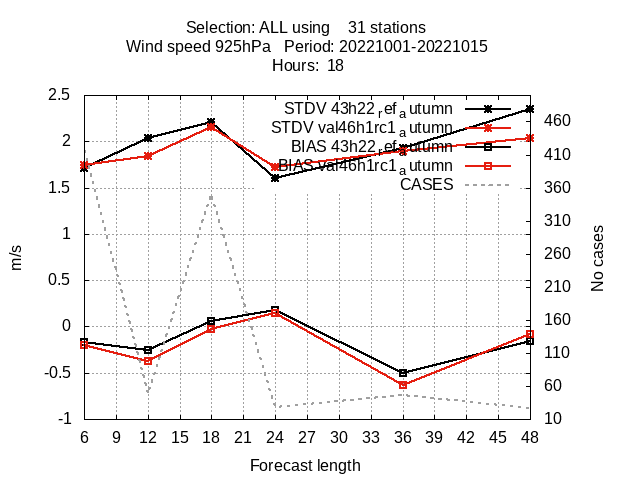 Selection: ALL using 31 stations
Wind speed 925hPa Period: 20221001-20221015
Hours: 18
2.5
2
1.5
1
0.5
0
-0.5
-1
m/s
STDV 43h22_ref_autumn
STDV val46h1rc1_autumn
BIAS 43h22_ref_autumn
BIAS val46h1rc1_autumn
CASES
460
410
360
310
260
210
160
110
60
10
No cases
6 9 12 15 18 21 24 27 30 33 36 39 42 45 48
Forecast length